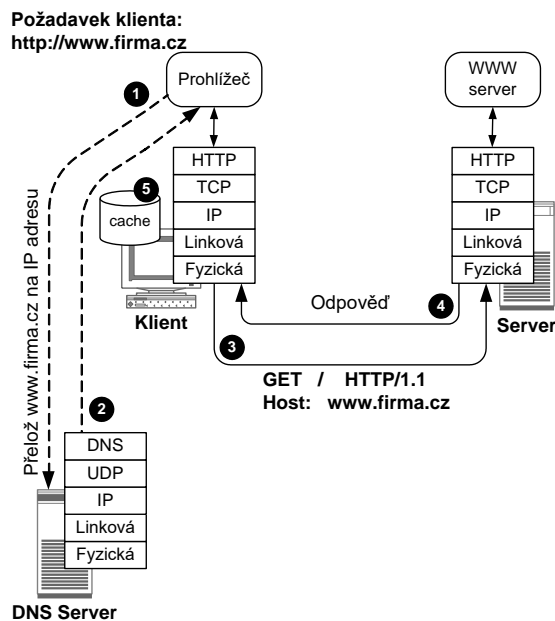 Požadavek klienta:
http://www.firma.cz
1
Prohlížeč
WWW
server
HTTP
TCP
IP
Linková
Fyzická
5
cache
Klient
HTTP
TCP
IP
Linková
Fyzická
Server
Odpověď
4
3
GET / HTTP/1.1
Host: www.firma.cz
Přelož www.firma.cz na IP adresu
2
DNS
UDP
IP
Linková
Fyzická
DNS Server